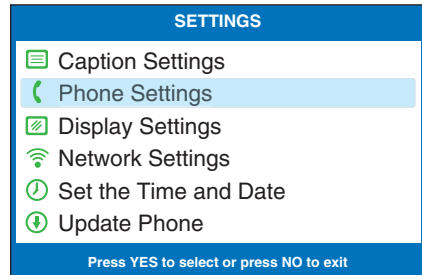 SETTINGS
Caption Settings
Phone Settings
Display Settings
Network Settings
Set the Time and Date
Update Phone
Press YES to select or press NO to exit